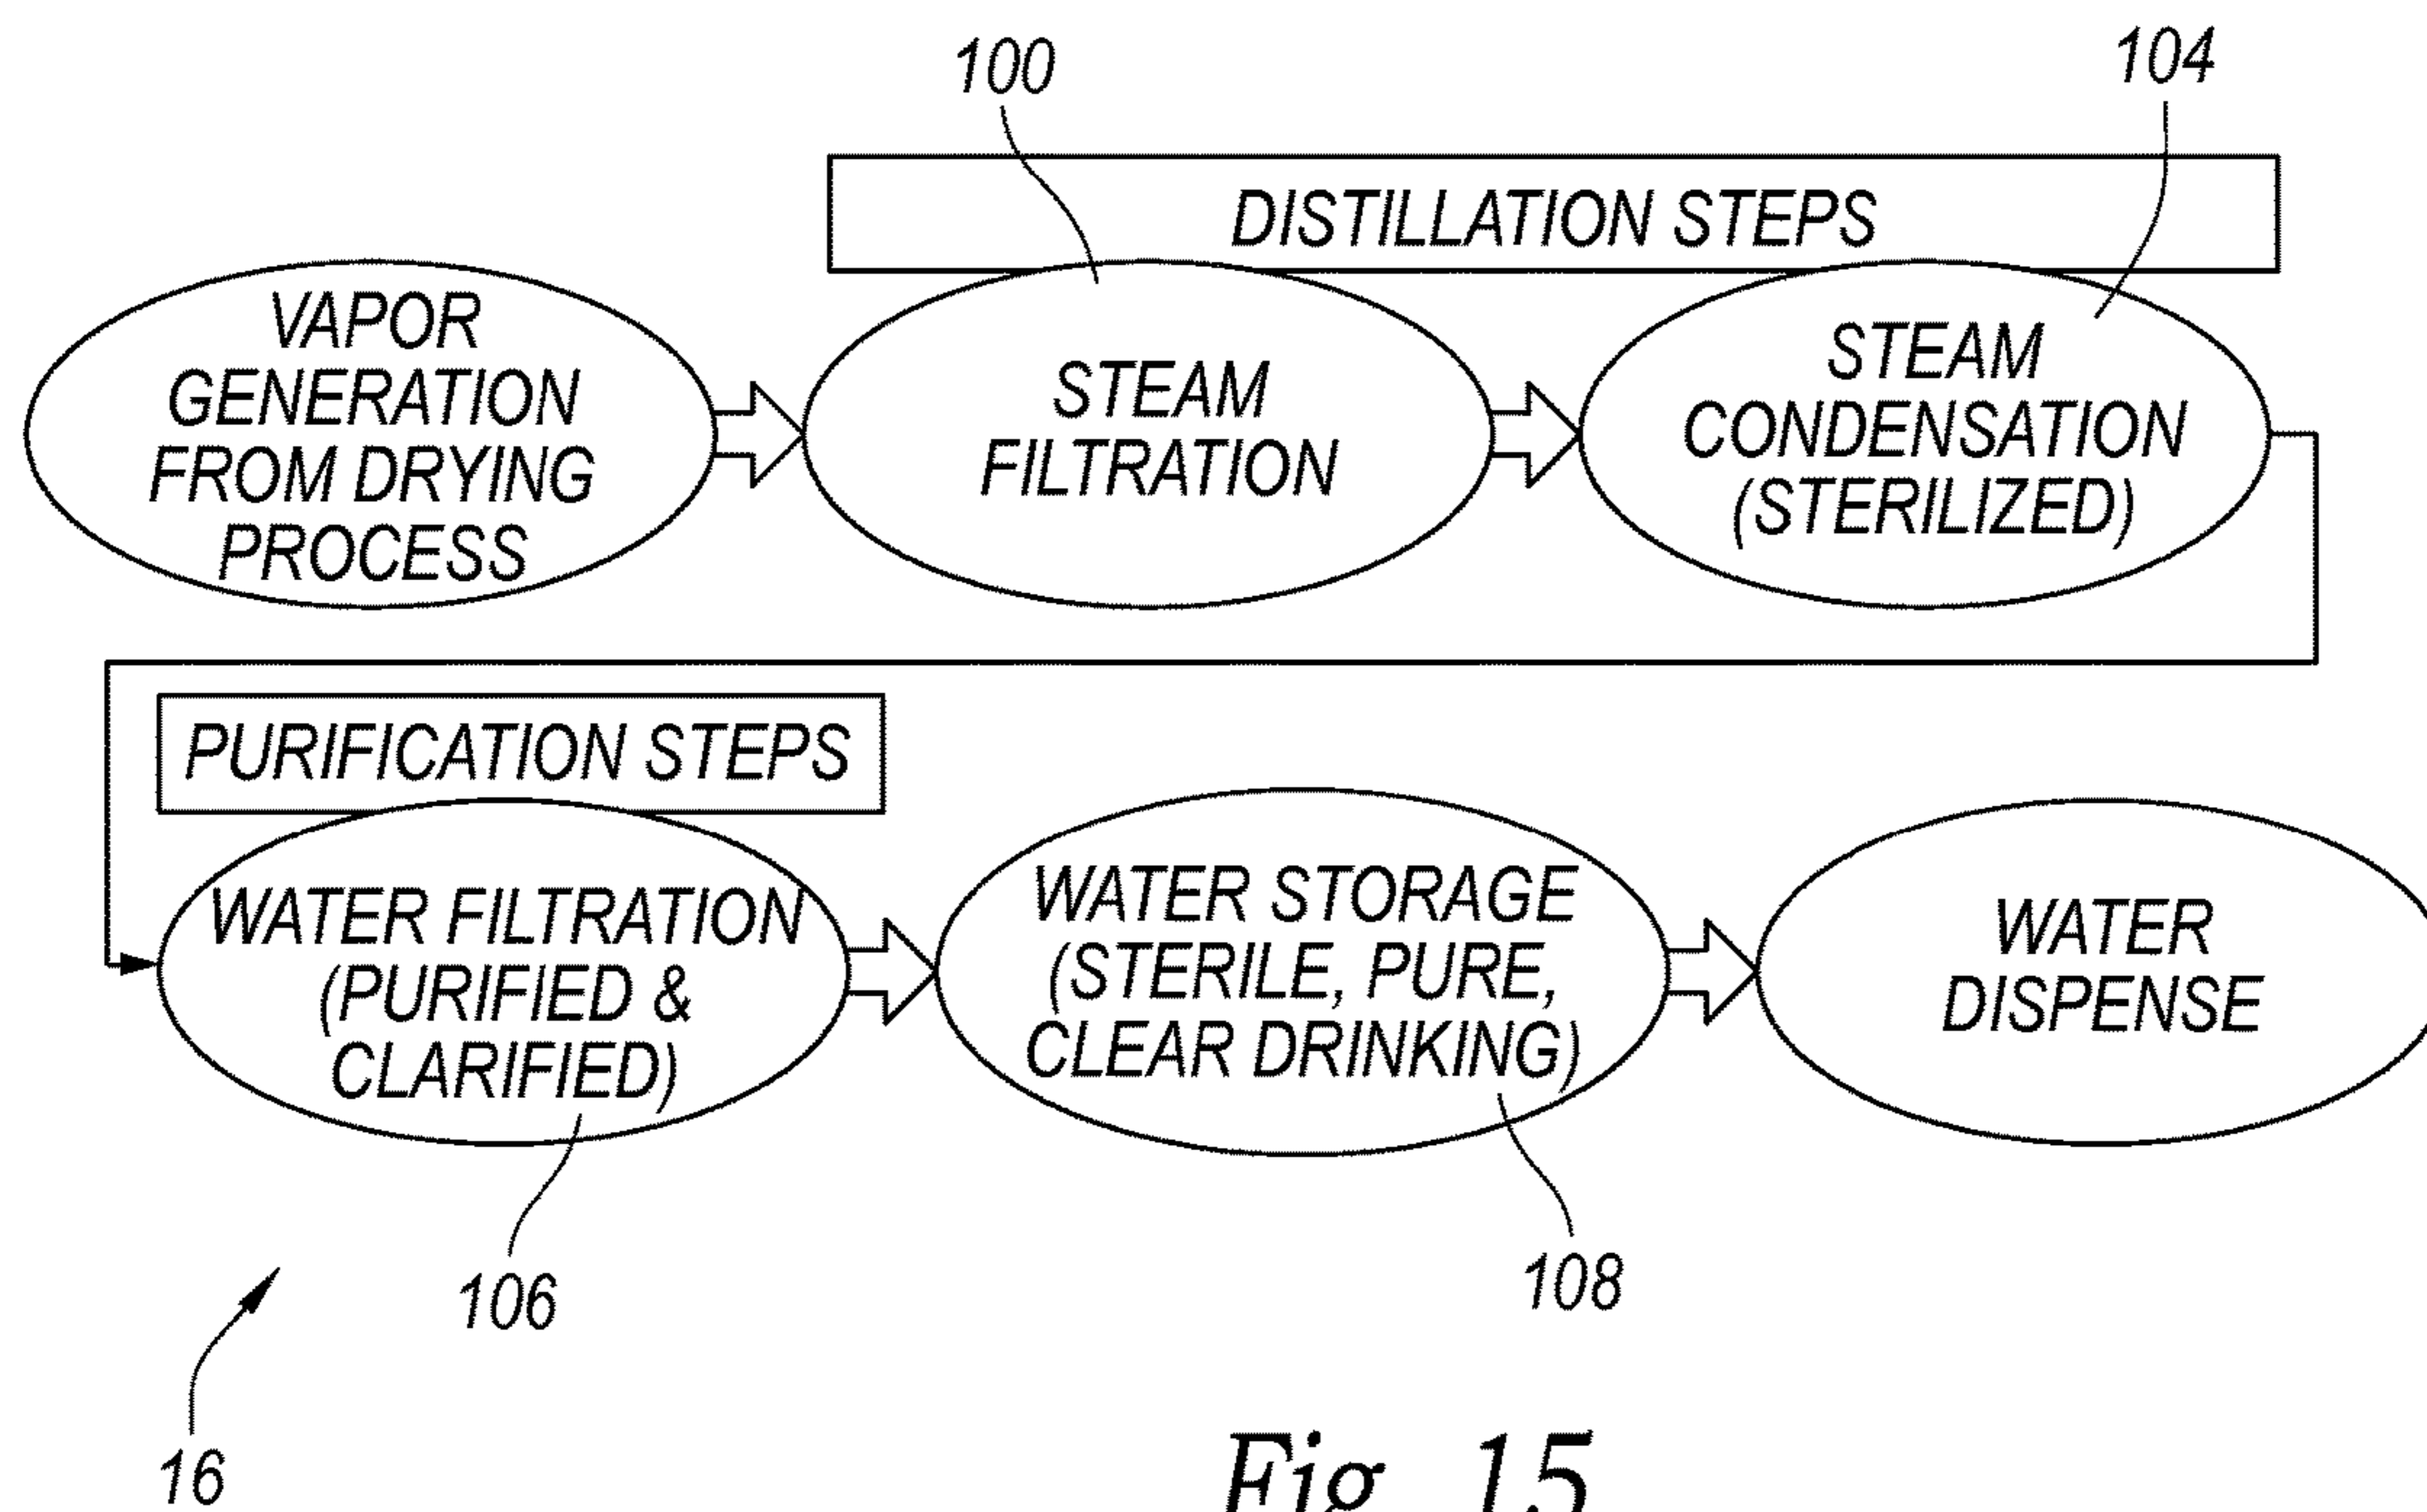 100
104
DISTILLATION STEPS
VAPOR
GENERATION
FROM DRYING
PROCESS
STEAM
FILTRATION
STEAM
CONDENSATION
(STERILIZED)
PURIFICATION STEPS
WATER FILTRATION
(PURIFIED &
CLARIFIED)
WATER STORAGE
(STERILE, PURE,
CLEAR DRINKING)
WATER
DISPENSE
106
108
16
Fig. 15